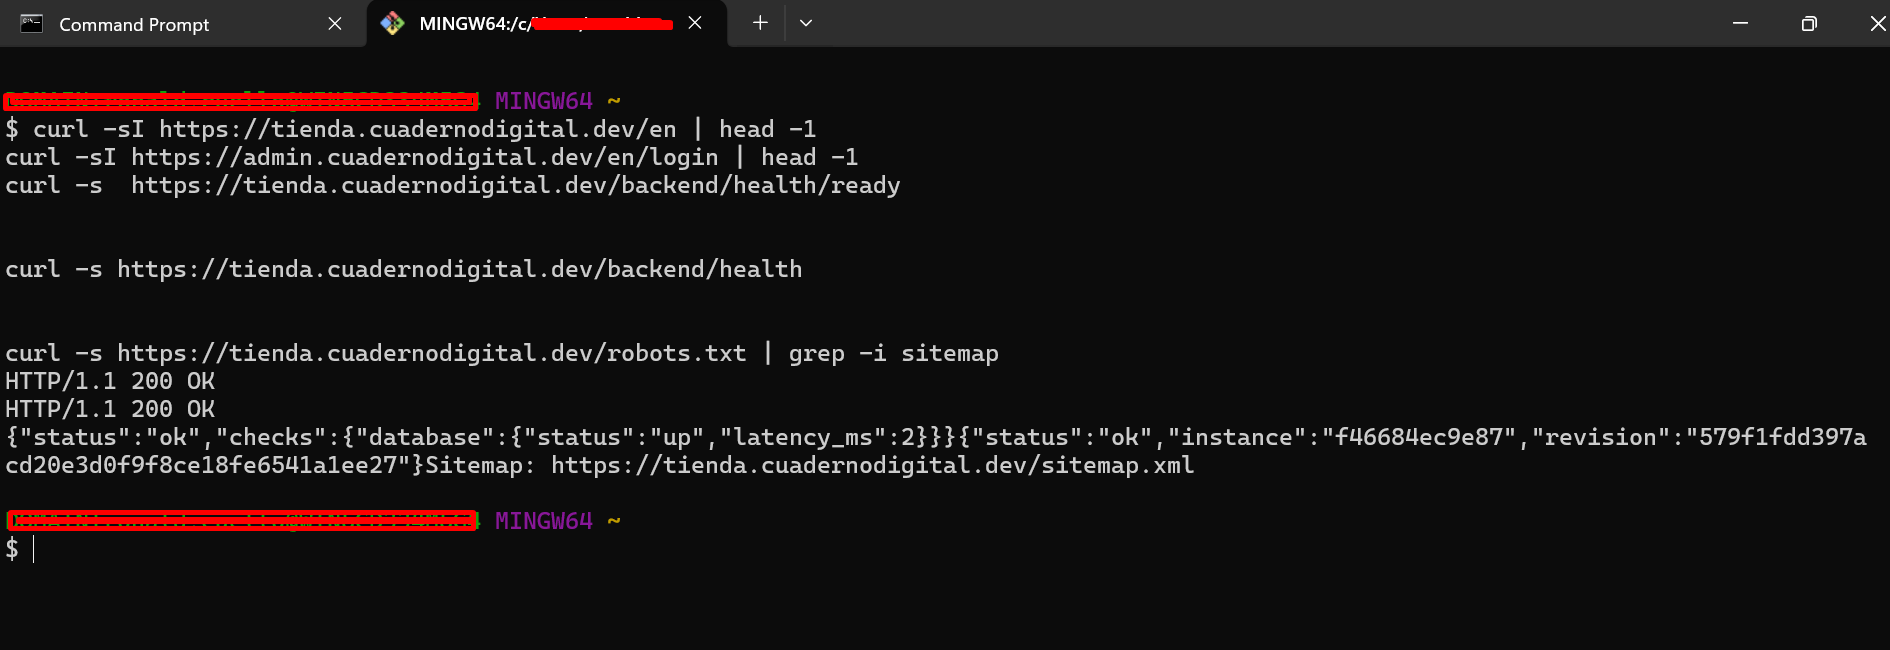 Command Prompt
MINGW64:/c/
MINGW64 ~
$ curl -sI https://tienda.cuadernodigital.dev/en | head -1
curl -sI https://admin.cuadernodigital.dev/en/login | head -1
curl -s  https://tienda.cuadernodigital.dev/backend/health/ready
curl -s https://tienda.cuadernodigital.dev/backend/health
curl -s https://tienda.cuadernodigital.dev/robots.txt | grep -i sitemap
HTTP/1.1 200 OK
HTTP/1.1 200 OK
{"status":"ok","checks":{"database":{"status":"up","latency_ms":2}}}{"status":"ok","instance":"f46684ec9e87","revision":"579f1fdd397a
cd20e3d0f9f8ce18fe6541a1ee27"}Sitemap: https://tienda.cuadernodigital.dev/sitemap.xml
MINGW64 ~
$